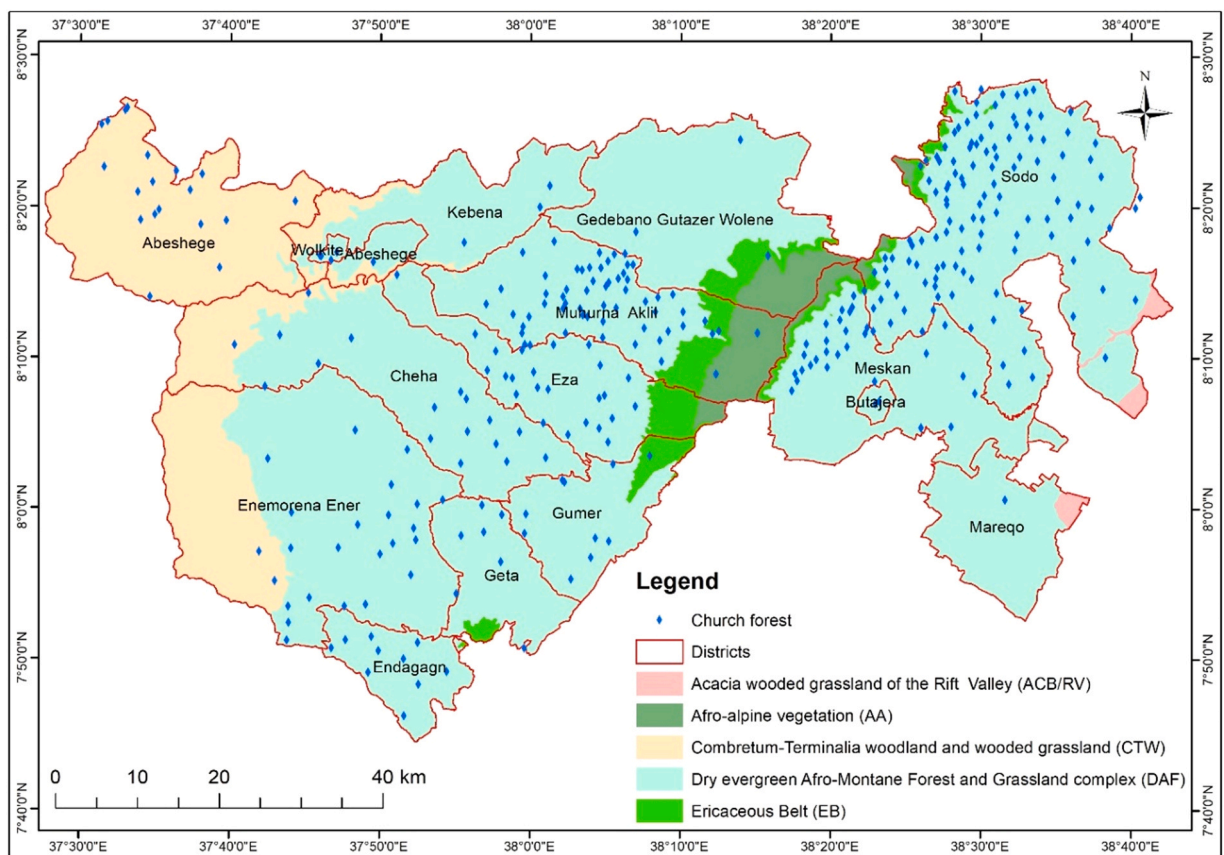 37°30'0"E 37°40'0"E 37°50'0"E 38°0'0"E 38°10'0"E 38°20'0"E 38°30'0"E 38°40'0"E
8°30'0"N 8°30'0"N
N
Sodo
8°20'0"N 8°20'0"N
Kebena
Gedebano Gutazer Wolene
Abeshege
Wolkite Abeshege
Muhurna Aklil
8°10'0"N 8°10'0"N
Cheha Eza Meskan
Butajera
8°0'0"N 8°0'0"N
Enemorena Ener
Gumer
Mareqo
Geta
Legend
Church forest
Districts
7°50'0"N 7°50'0"N
Endagagn
Acacia wooded grassland of the Rift Valley (ACB/RV)
Afro-alpine vegetation (AA)
Combretum-Terminalia woodland and wooded grassland (CTW)
0 10 20 40 km
Dry evergreen Afro-Montane Forest and Grassland complex (DAF)
Ericaceous Belt (EB)
7°40'0"N 7°40'0"N
37°30'0"E 37°40'0"E 37°50'0"E 38°0'0"E 38°10'0"E 38°20'0"E 38°30'0"E 38°40'0"E